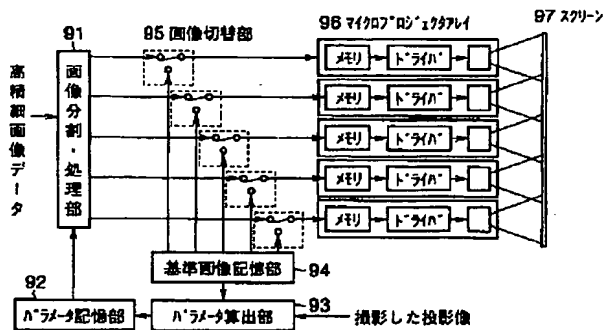 91
95 画像切替部
96 マイクロプロジェクタアレイ
97 スクリーン
高精細画像データ
画像分割・処理部
メモリ
ドライバ
メモリ
ドライバ
メモリ
ドライバ
メモリ
ドライバ
メモリ
ドライバ
基準画像記憶部
94
92
パラメータ記憶部
パラメータ算出部
93
撮影した投影像